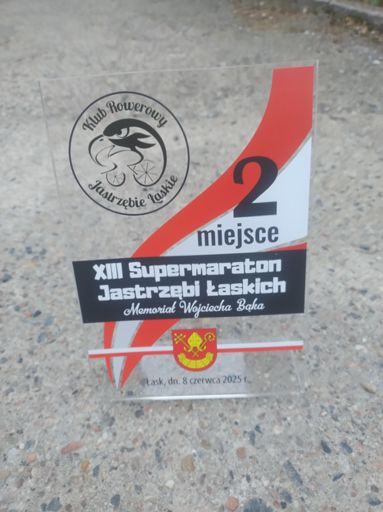 Klub Rowerowy
Jastrzębie Łaskie
2
miejsce
XIII Supermaraton
Jastrzębi Łaskich
Memoriał Wojciecha Bąka
Łask, dn. 8 czerwca 2025 r.